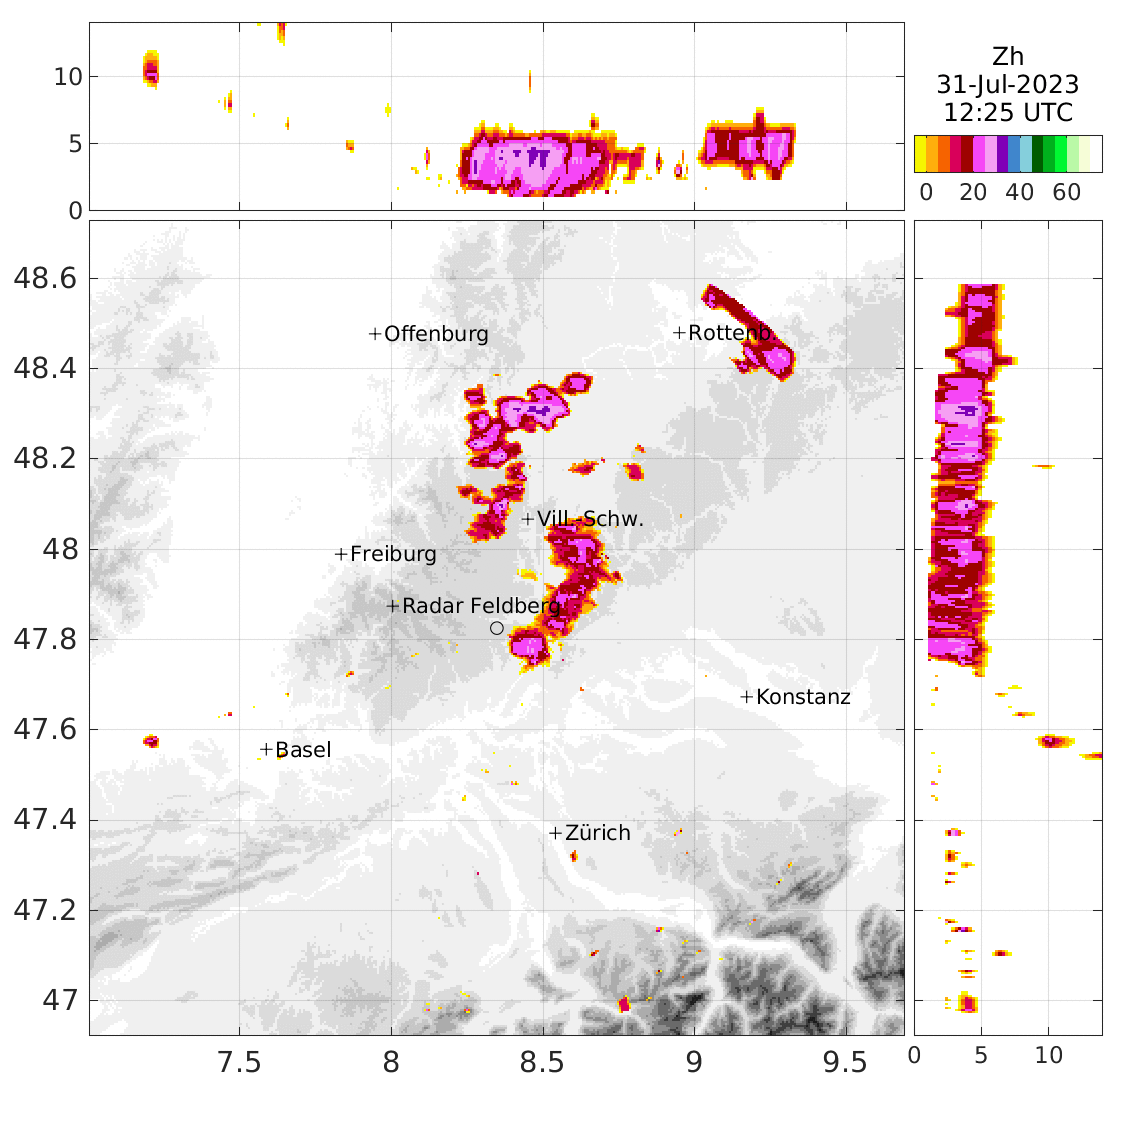 Zh
31-Jul-2023
12:25 UTC
0 20 40 60
10
5
0
48.6
48.4
48.2
48
47.8
47.6
47.4
47.2
47
+Offenburg
+Rottenb.
+Vill.-Schw.
+Freiburg
+Radar Feldberg
+Konstanz
+Basel
+Zürich
7.5 8 8.5 9 9.5
0 5 10